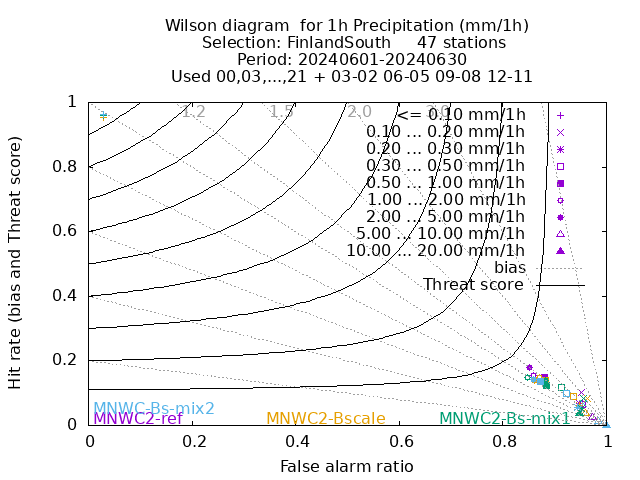 Wilson diagram  for 1h Precipitation (mm/1h)
Selection: FinlandSouth     47 stations
Period: 20240601-20240630
Used 00,03,...,21 + 03-02 06-05 09-08 12-11
Hit rate (bias and Threat score)
1
0.8
0.6
0.4
0.2
0
1.2 1.5 2.0 3.0
<= 0.10 mm/1h
0.10 ... 0.20 mm/1h
0.20 ... 0.30 mm/1h
0.30 ... 0.50 mm/1h
0.50 ... 1.00 mm/1h
1.00 ... 2.00 mm/1h
2.00 ... 5.00 mm/1h
5.00 ... 10.00 mm/1h
10.00 ... 20.00 mm/1h
bias
Threat score
MNWC-Bs-mix2
MNWC2-ref MNWC2-Bscale MNWC2-Bs-mix1
0 0.2 0.4 0.6 0.8 1
False alarm ratio